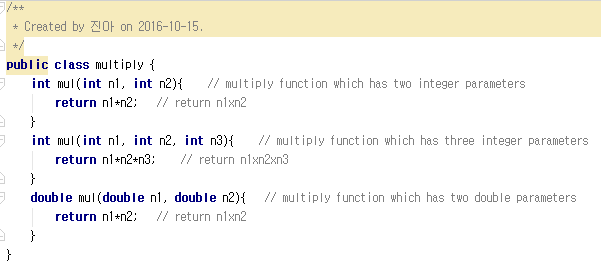 /**
 * Created by 진아 on 2016-10-15.
 */
public class multiply {
    int mul(int n1, int n2){    // multiply function which has two integer parameters
        return n1*n2;   // return n1xn2
    }
    int mul(int n1, int n2, int n3){    // multiply function which has three integer parameters
        return n1*n2*n3;    // return n1xn2xn3
    }
    double mul(double n1, double n2){   // multiply function which has two double parameters
        return n1*n2;   // return n1xn2
    }
}